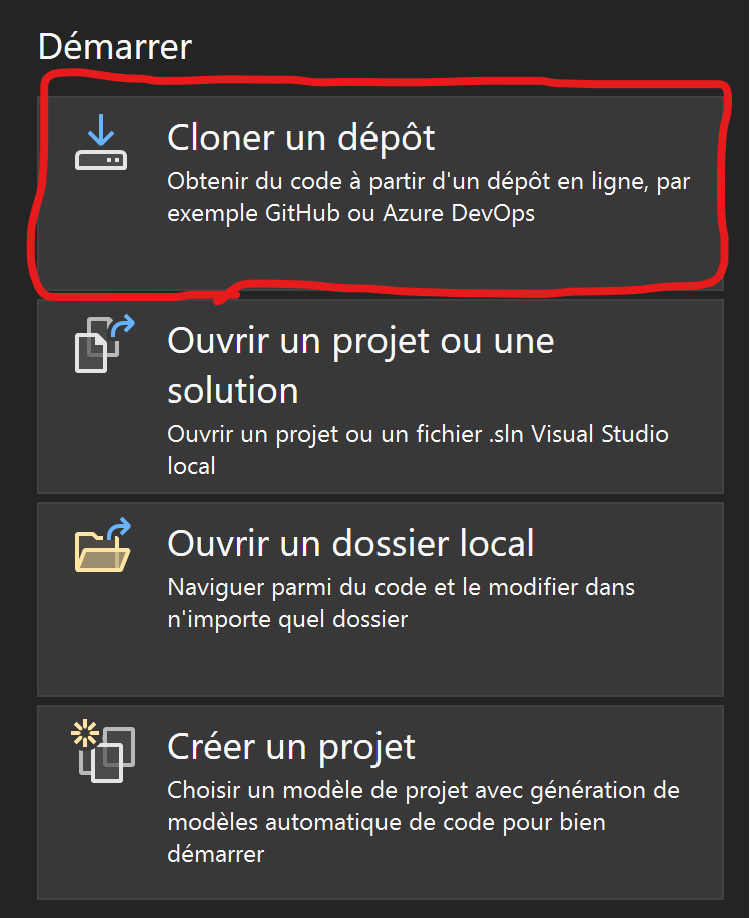 Démarrer
Cloner un dépôt
Obtenir du code à partir d'un dépôt en ligne, par
exemple GitHub ou Azure DevOps
Ouvrir un projet ou une
solution
Ouvrir un projet ou un fichier .sln Visual Studio
local
Ouvrir un dossier local
Naviguer parmi du code et le modifier dans
n'importe quel dossier
Créer un projet
Choisir un modèle de projet avec génération de
modèles automatique de code pour bien
démarrer